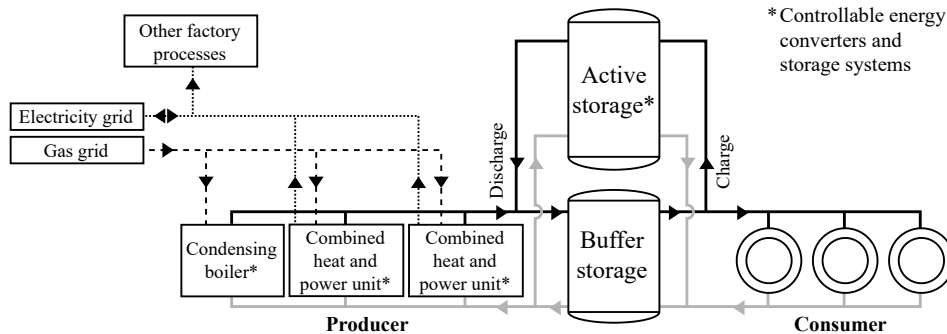 Other factory
processes
Electricity grid
Gas grid
Condensing
boiler*
Combined
heat and
power unit*
Combined
heat and
power unit*
Producer
Discharge
Active
storage*
Charge
Buffer
storage
* Controllable energy
converters and
storage systems
Consumer